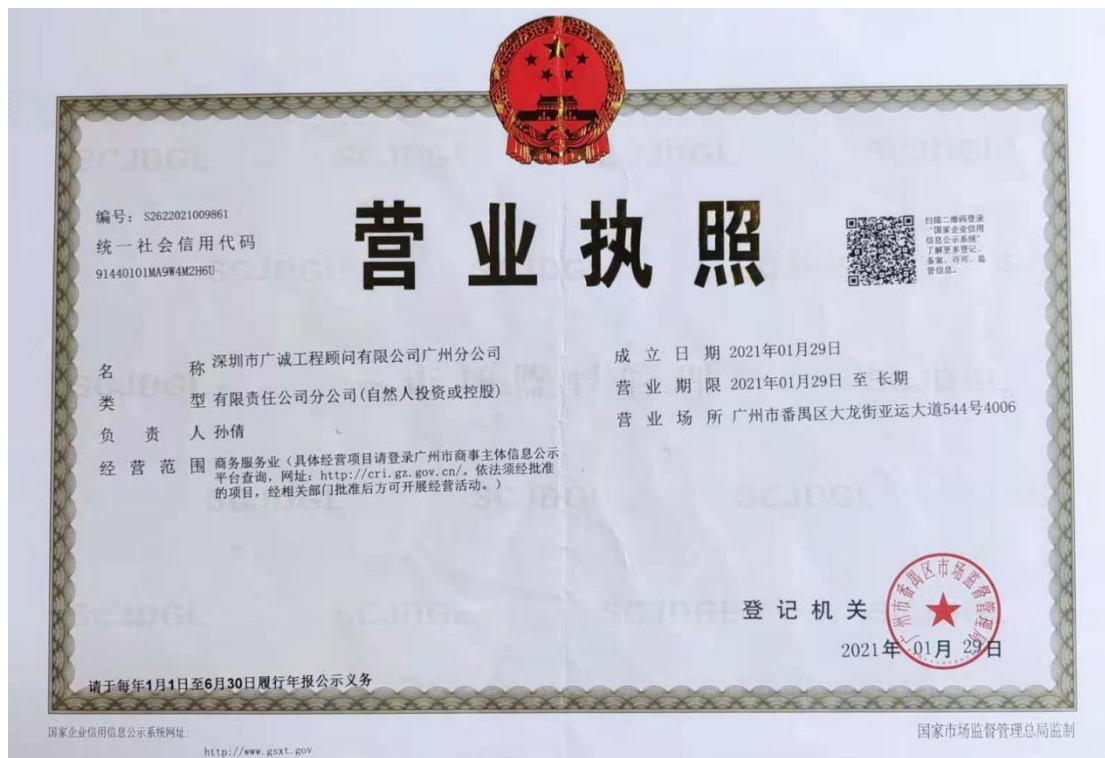 编号：S2622021009861
统一社会信用代码
91440101MA9W4M2H6U
营业执照
扫描二维码登录
“国家企业信用
信息公示系统”
了解更多登记、
备案、许可、监
管信息。
名称 深圳市广诚工程顾问有限公司广州分公司
类型 有限责任公司分公司(自然人投资或控股)
负责人 孙倩
经营范围 商务服务业（具体经营项目请登录广州市商事主体信息公示
平台查询，网址：http://cri.gz.gov.cn/。依法须经批准
的项目，经相关部门批准后方可开展经营活动。）
成立日期 2021年01月29日
营业期限 2021年01月29日 至 长期
营业场所 广州市番禺区大龙街亚运大道544号4006
登记机关
广州市番禺区市场监督管理局
2021年 01月 29日
请于每年1月1日至6月30日履行年报公示义务
国家企业信用信息公示系统网址：
http://www.gsxt.gov
国家市场监督管理总局监制
SCJDGL